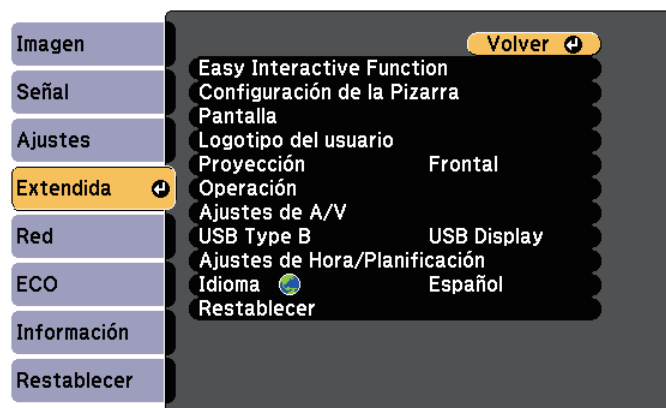 Imagen
Señal
Ajustes
Extendida
Red
ECO
Información
Restablecer
Volver
Easy Interactive Function
Configuración de la Pizarra
Pantalla
Logotipo del usuario
Proyección Frontal
Operación
Ajustes de A/V
USB Type B USB Display
Ajustes de Hora/Planificación
Idioma Español
Restablecer